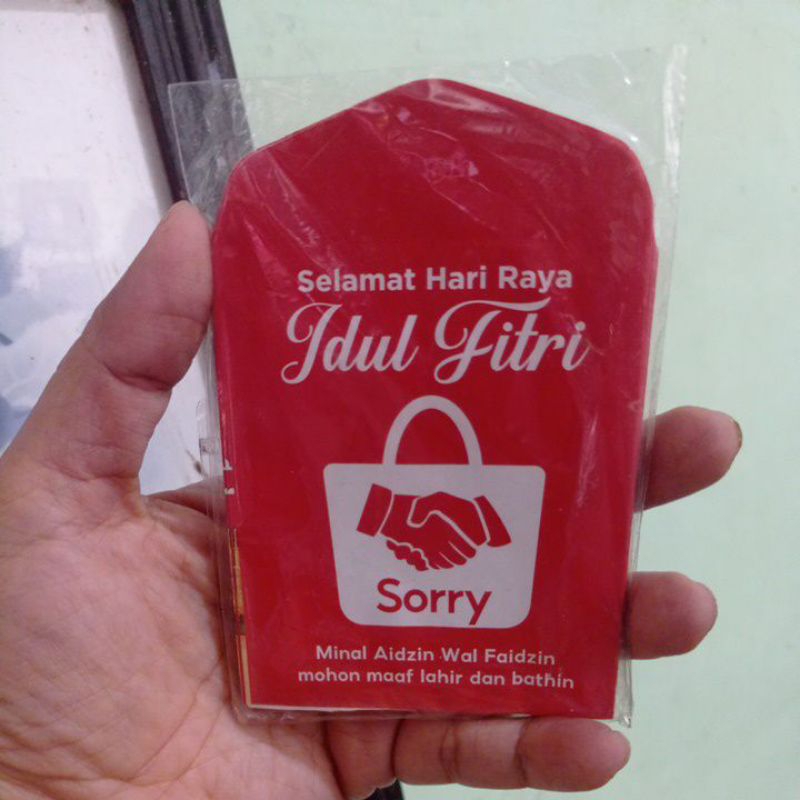 Selamat Hari Raya
Idul Fitri
Sorry
Minal Aidzin Wal Faidzin
mohon maaf lahir dan bathin